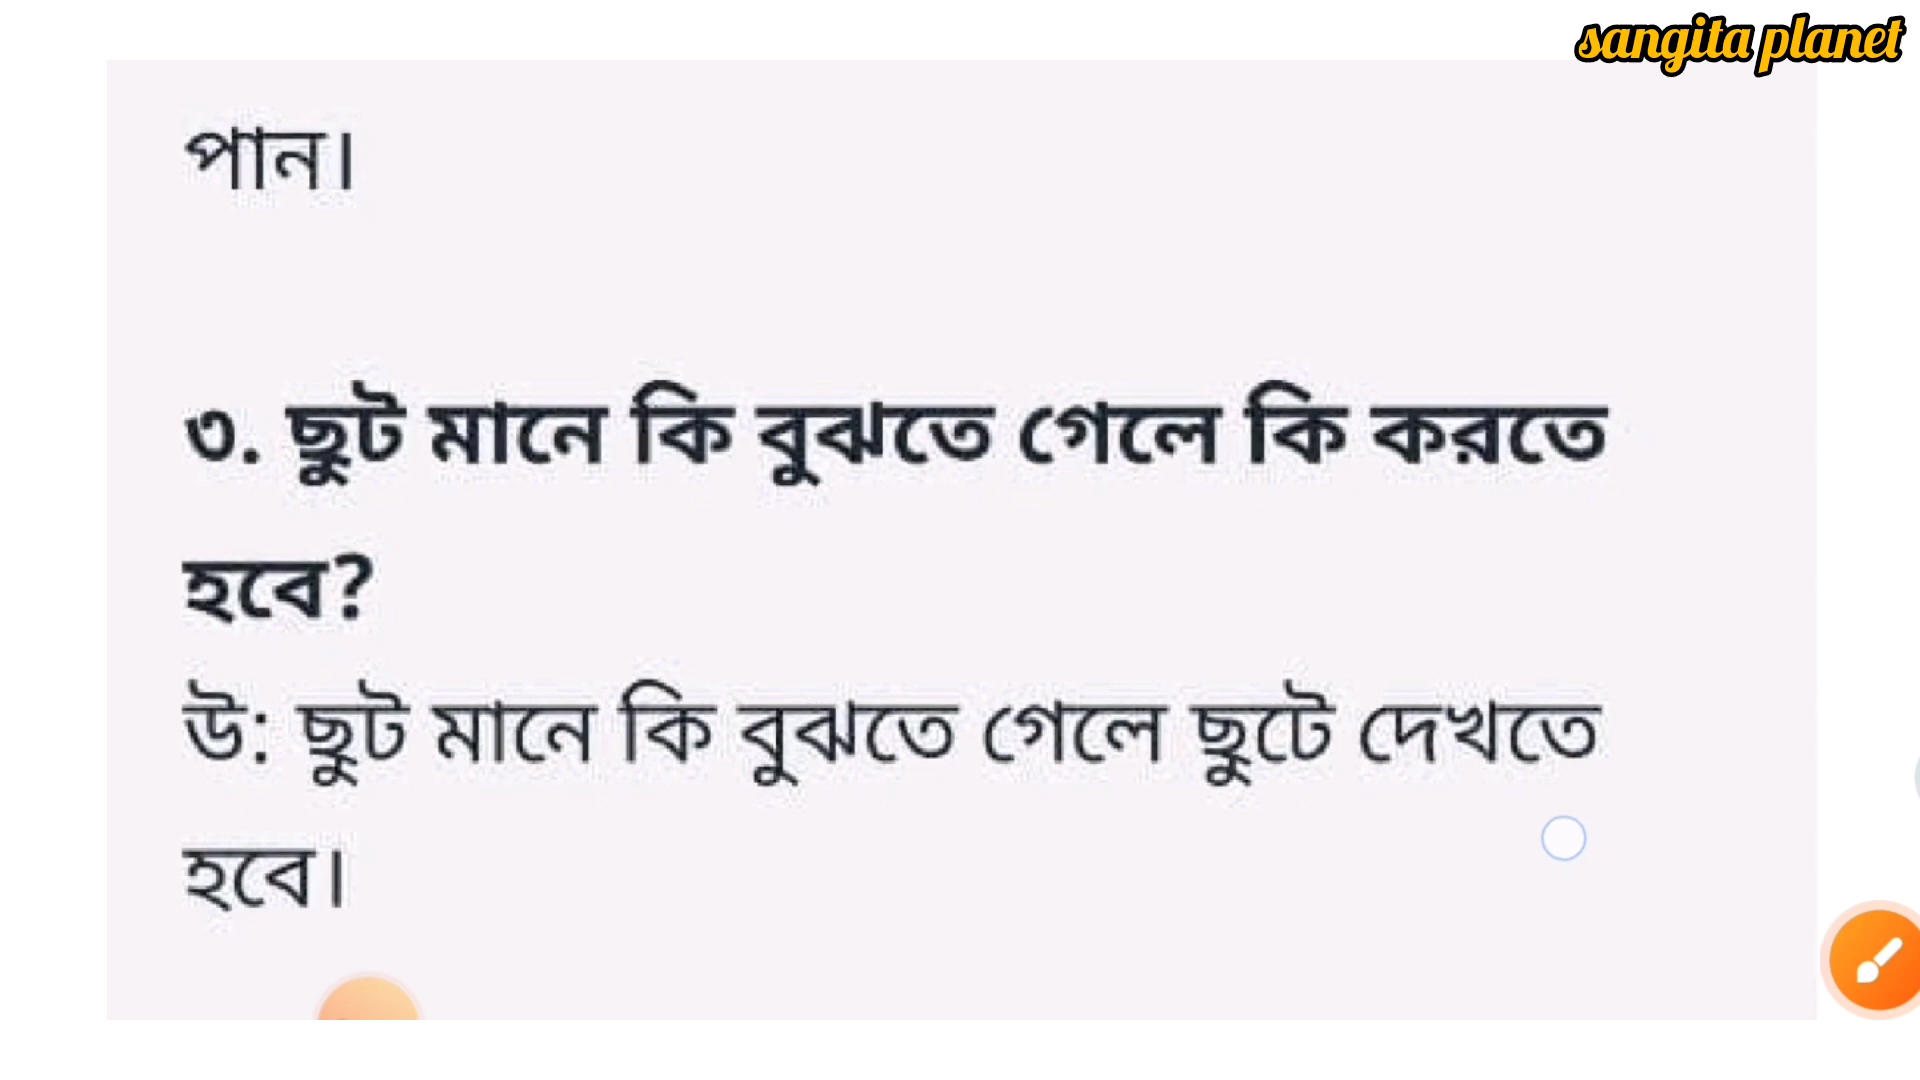 sangita planet
পান।
৩. ছুট মানে কি বুঝতে গেলে কি করতে
হবে?
উ: ছুট মানে কি বুঝতে গেলে ছুটে দেখতে
হবে।